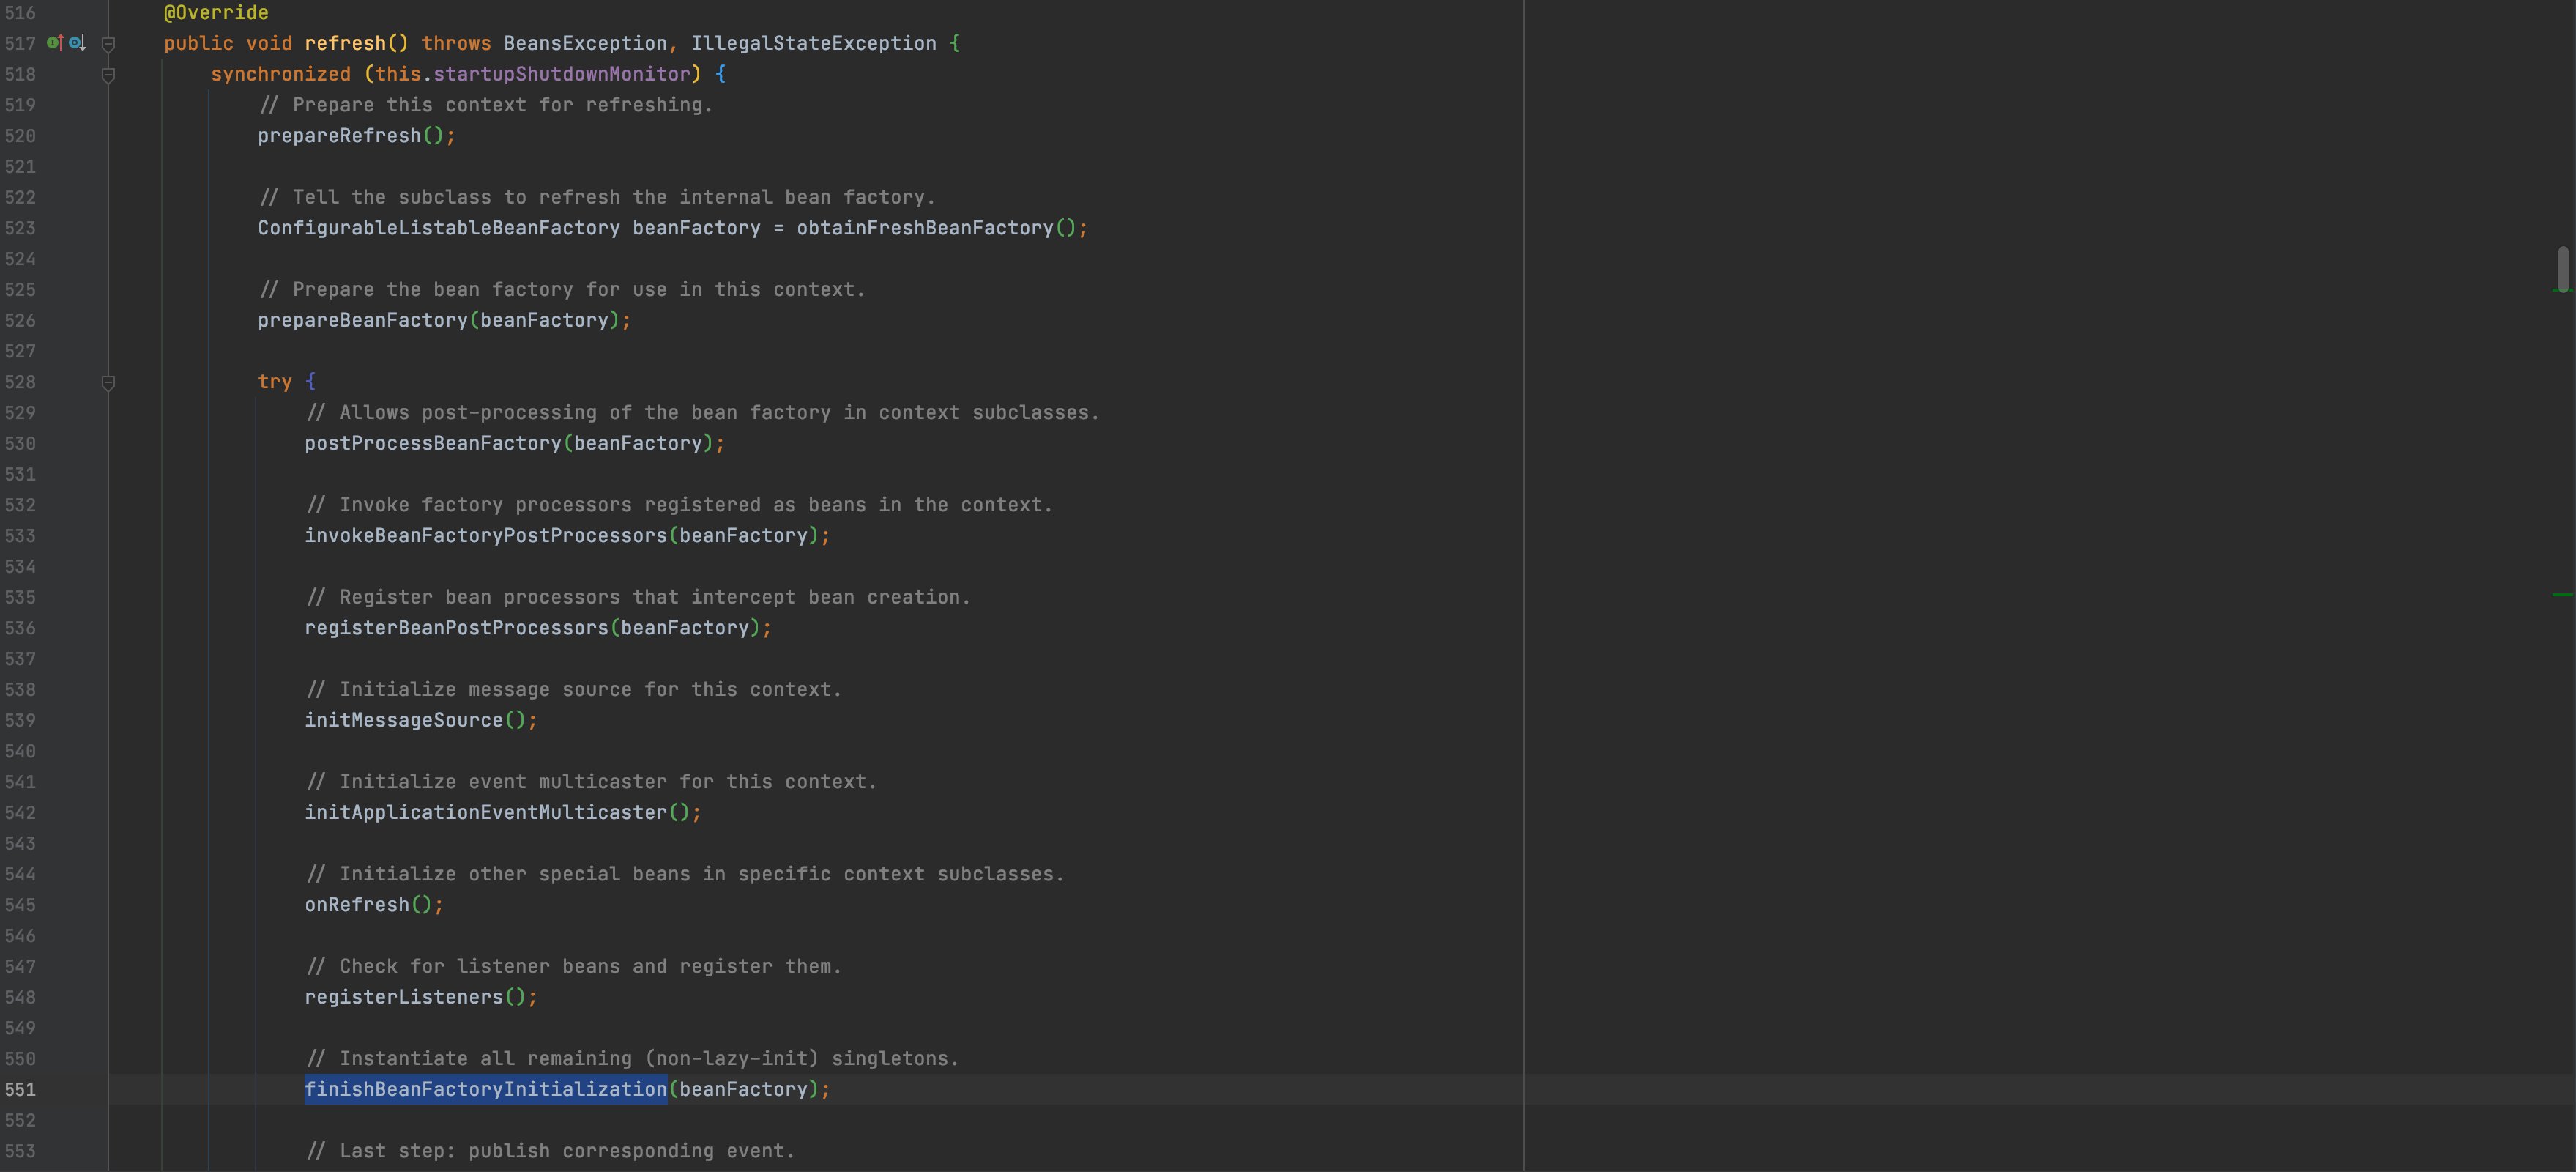 516 @Override
517 public void refresh() throws BeansException, IllegalStateException {
518 synchronized (this.startupShutdownMonitor) {
519 // Prepare this context for refreshing.
520 prepareRefresh();
521
522 // Tell the subclass to refresh the internal bean factory.
523 ConfigurableListableBeanFactory beanFactory = obtainFreshBeanFactory();
524
525 // Prepare the bean factory for use in this context.
526 prepareBeanFactory(beanFactory);
527
528 try {
529 // Allows post-processing of the bean factory in context subclasses.
530 postProcessBeanFactory(beanFactory);
531
532 // Invoke factory processors registered as beans in the context.
533 invokeBeanFactoryPostProcessors(beanFactory);
534
535 // Register bean processors that intercept bean creation.
536 registerBeanPostProcessors(beanFactory);
537
538 // Initialize message source for this context.
539 initMessageSource();
540
541 // Initialize event multicaster for this context.
542 initApplicationEventMulticaster();
543
544 // Initialize other special beans in specific context subclasses.
545 onRefresh();
546
547 // Check for listener beans and register them.
548 registerListeners();
549
550 // Instantiate all remaining (non-lazy-init) singletons.
551 finishBeanFactoryInitialization(beanFactory);
552
553 // Last step: publish corresponding event.